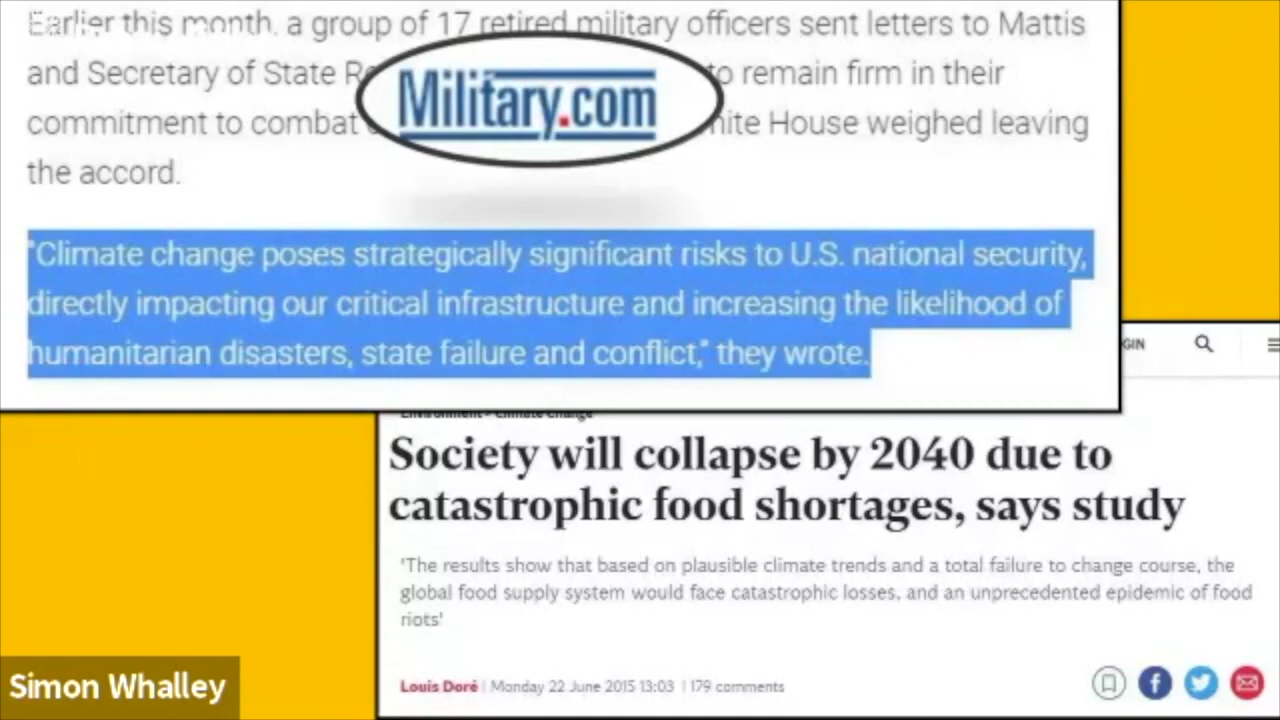 Earlier this month, a group of 17 retired military officers sent letters to Mattis
and Secretary of State R
Military.com
to remain firm in their
commitment to combat
hite House weighed leaving
the accord.
"Climate change poses strategically significant risks to U.S. national security,
directly impacting our critical infrastructure and increasing the likelihood of
humanitarian disasters, state failure and conflict," they wrote.
GIN
Environment › Climate Change
Society will collapse by 2040 due to
catastrophic food shortages, says study
'The results show that based on plausible climate trends and a total failure to change course, the
global food supply system would face catastrophic losses, and an unprecedented epidemic of food
riots'
Louis Doré | Monday 22 June 2015 13:03 | 179 comments
Simon Whalley